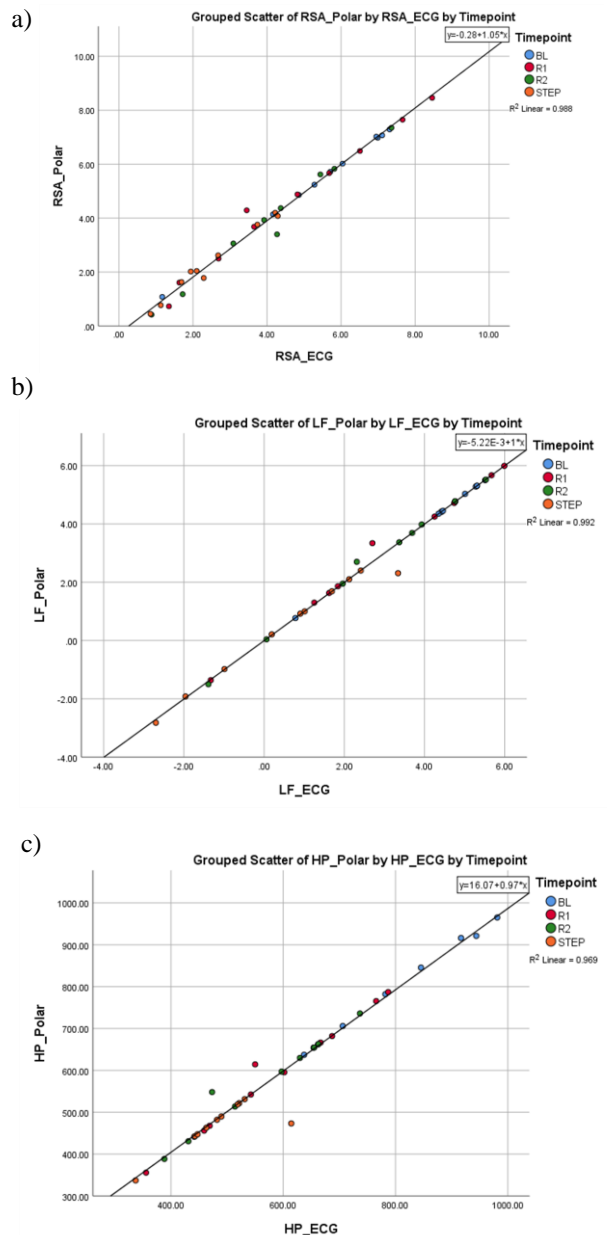 a)
Grouped Scatter of RSA_Polar by RSA_ECG by Timepoint
y=-0.28+1.05*x
Timepoint
BL
R1
R2
STEP
R² Linear = 0.988
10.00
8.00
6.00
4.00
2.00
.00
RSA_Polar
.00 2.00 4.00 6.00 8.00 10.00
RSA_ECG
b)
Grouped Scatter of LF_Polar by LF_ECG by Timepoint
y=-5.22E-3+1*x
Timepoint
BL
R1
R2
STEP
R² Linear = 0.992
6.00
4.00
2.00
.00
-2.00
-4.00
LF_Polar
-4.00 -2.00 .00 2.00 4.00 6.00
LF_ECG
c)
Grouped Scatter of HP_Polar by HP_ECG by Timepoint
y=16.07+0.97*x
Timepoint
BL
R1
R2
STEP
R² Linear = 0.969
1000.00
900.00
800.00
700.00
600.00
500.00
400.00
300.00
HP_Polar
400.00 600.00 800.00 1000.00
HP_ECG